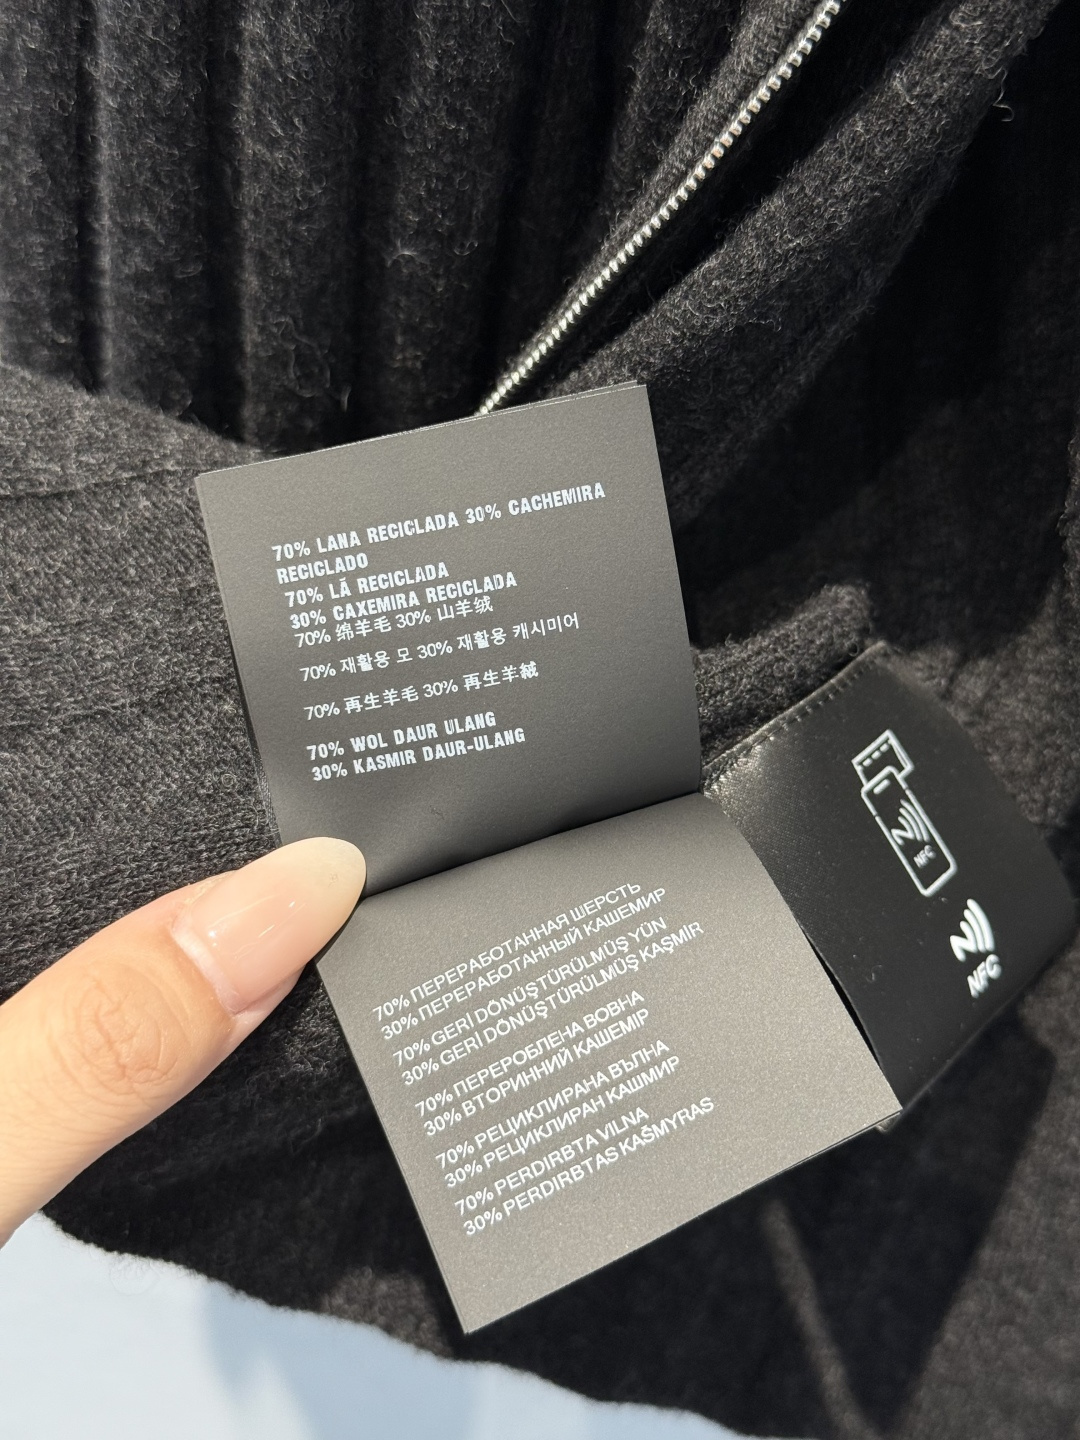 70% LANA RECICLADA 30% CACHEMIRA
RECICLADO
70% LÃ RECICLADA
30% CAXEMIRA RECICLADA
70% 绵羊毛 30% 山羊绒
70% 재활용 모 30% 재활용 캐시미어
70% 再生羊毛 30% 再生羊絨
70% WOL DAUR ULANG
30% KASMIR DAUR-ULANG
70% ПЕРЕРАБОТАННАЯ ШЕРСТЬ
30% ПЕРЕРАБОТАННЫЙ КАШЕМИР
70% GERİ DÖNÜŞTÜRÜLMÜŞ YÜN
30% GERİ DÖNÜŞTÜRÜLMÜŞ KAŞMİR
70% ПЕРЕРОБЛЕНА ВОВНА
30% ВТОРИННИЙ КАШЕМІР
70% РЕЦИКЛИРАНА ВЪЛНА
30% РЕЦИКЛИРАН КАШМИР
70% PERDIRBTA VILNA
30% PERDIRBTAS KAŠMYRAS
NFC
NFC